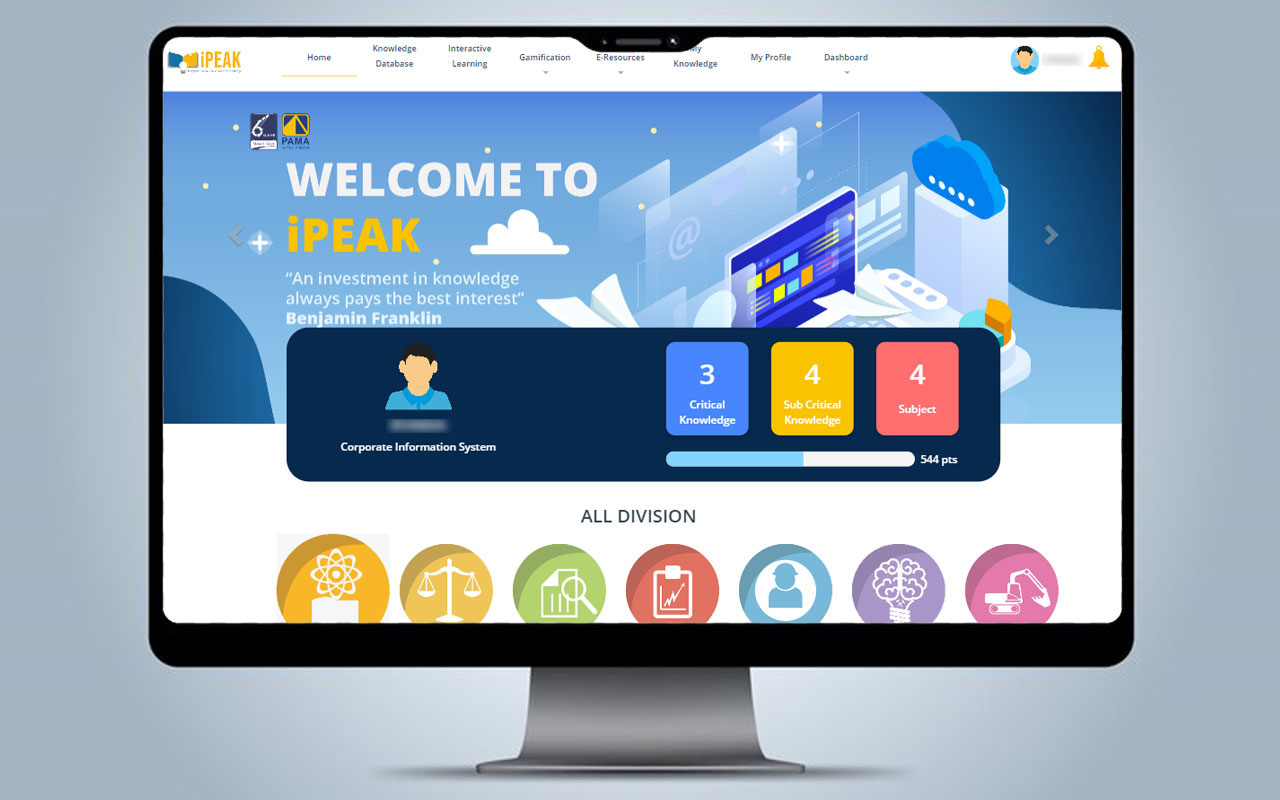 iPEAK
Home
Knowledge
Database
Interactive
Learning
Gamification
E-Resources
My
Knowledge
My Profile
Dashboard
6
PAMA
WELCOME TO
iPEAK
“An investment in knowledge
always pays the best interest”
Benjamin Franklin
@
Corporate Information System
3
Critical
Knowledge
4
Sub Critical
Knowledge
4
Subject
544 pts
ALL DIVISION